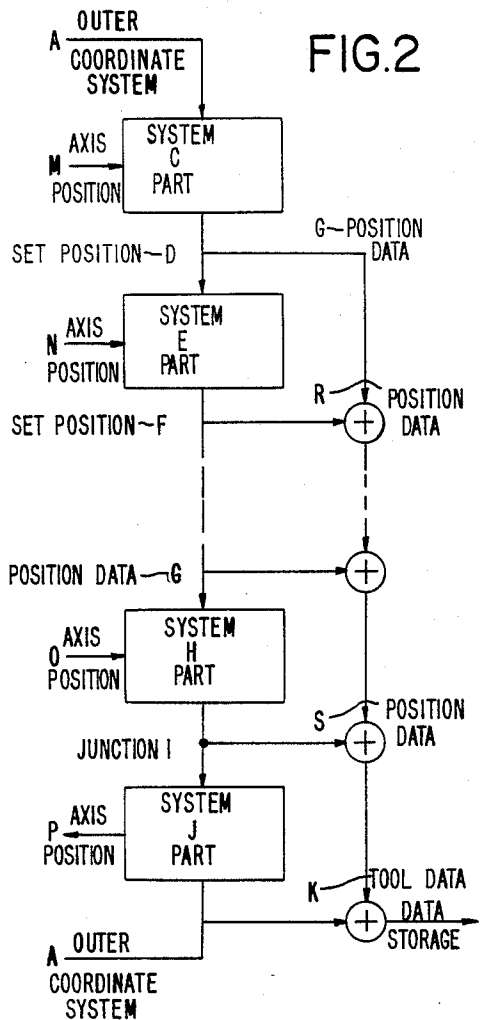 FIG.2
A OUTER
COORDINATE
SYSTEM
SYSTEM
C
PART
AXIS
M
POSITION
SET POSITION~D
G~POSITION
DATA
SYSTEM
E
PART
AXIS
N
POSITION
R POSITION
DATA
SET POSITION~F
+
POSITION DATA~G
+
SYSTEM
H
PART
AXIS
O
POSITION
S POSITION
DATA
JUNCTION I
+
SYSTEM
J
PART
AXIS
P
POSITION
K TOOL DATA
DATA
STORAGE
+
A OUTER
COORDINATE
SYSTEM